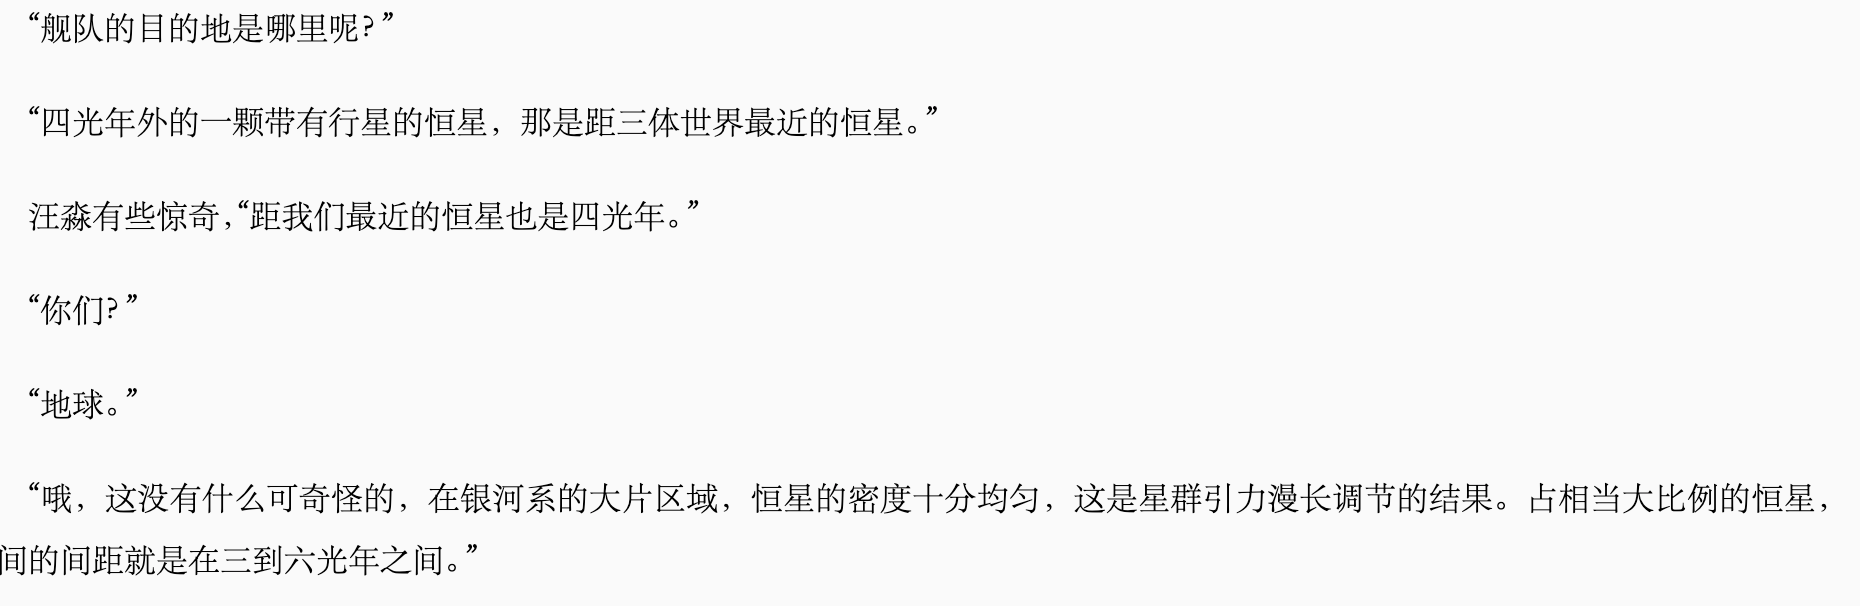 “舰队的目的地是哪里呢？”
“四光年外的一颗带有行星的恒星，那是距三体世界最近的恒星。”
汪淼有些惊奇，“距我们最近的恒星也是四光年。”
“你们？”
“地球。”
“哦，这没有什么可奇怪的，在银河系的大片区域，恒星的密度十分均匀，这是星群引力漫长调节的结果。占相当大比例的恒星，
间的间距就是在三到六光年之间。”